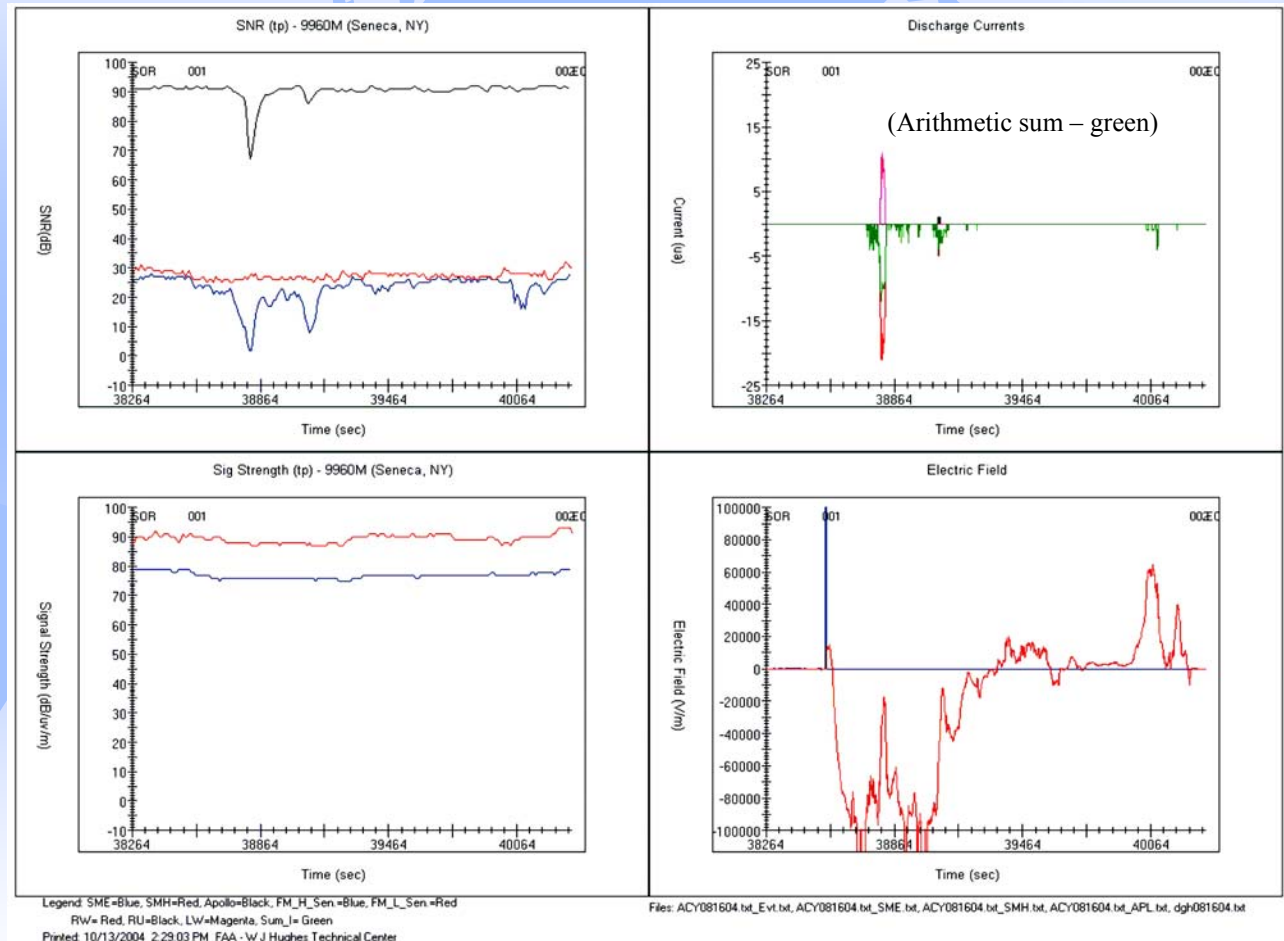 SNR (tp) - 9960M (Seneca, NY)
100
90
80
70
60
50
40
30
20
10
0
-10
SOR 001
SNR(dB)
38264 38864 39464 40064
Time (sec)
Discharge Currents
25
15
5
-5
-15
-25
SOR 001
(Arithmetic sum – green)
Current (ua)
38264 38864 39464 40064
Time (sec)
Sig Strength (tp) - 9960M (Seneca, NY)
100
90
80
70
60
50
40
30
20
10
0
-10
SOR 001
Signal Strength (dB/uv/m)
38264 38864 39464 40064
Time (sec)
Electric Field
100000
80000
60000
40000
20000
0
-20000
-40000
-60000
-80000
-100000
SOR 001
Electric Field (V/m)
38264 38864 39464 40064
Time (sec)
Legend: SME=Blue, SMH=Red, Apollo=Black, FM_H_Sen.=Blue, FM_L_Sen.=Red
RW= Red, RU=Black, LW=Magenta, Sum_I= Green
Printed: 10/13/2004 2:29:03 PM FAA - W J Hughes Technical Center
Files: ACY081604.txt_Evt.txt, ACY081604.txt_SME.txt, ACY081604.txt_SMH.txt, ACY081604.txt_APL.txt, dgh081604.txt